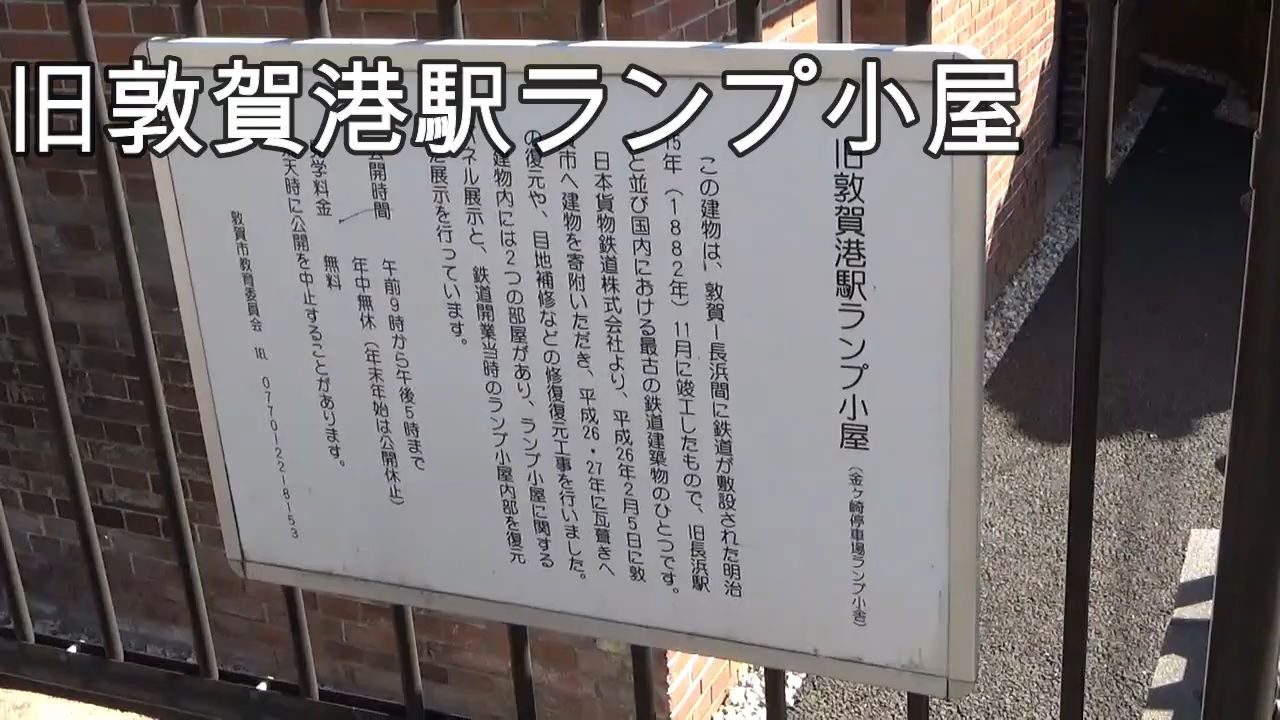 旧敦賀港駅ランプ小屋
旧敦賀港駅ランプ小屋 （金ヶ崎停車場ランプ小舎）
この建物は、敦賀ー長浜間に鉄道が敷設された明治
15年（１８８２年）11月に竣工したもので、旧長浜駅
と並び国内における最古の鉄道建築物のひとつです。
日本貨物鉄道株式会社より、平成26年2月5日に敦
市へ建物を寄附いただき、平成26・27年に瓦葺きへ
の復元や、目地補修などの修復復元工事を行いました。
建物内には２つの部屋があり、ランプ小屋に関する
ネル展示と、鉄道開業当時のランプ小屋内部を復元
展示を行っています。
公開時間 午前９時から午後５時まで
年中無休（年末年始は公開休止）
学料金 無料
天時に公開を中止することがあります。
敦賀市教育委員会 TEL ０７７０ー２２ー８１５３